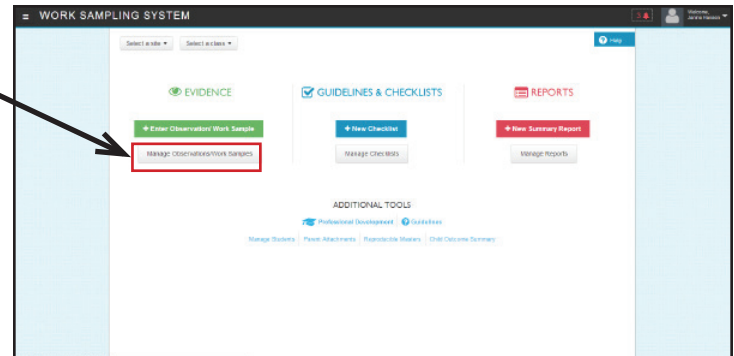 WORK SAMPLING SYSTEM
3
Welcome,
Select a site
Select a class
Help
EVIDENCE
GUIDELINES & CHECKLISTS
REPORTS
+ Enter Observation/ Work Sample
+ New Checklist
+ New Summary Report
Manage Observations/Work Samples
Manage Checklists
Manage Reports
ADDITIONAL TOOLS
Professional Development
Guidelines
Manage Students
Parent Attachments
Reproducible Masters
Child Outcome Summary